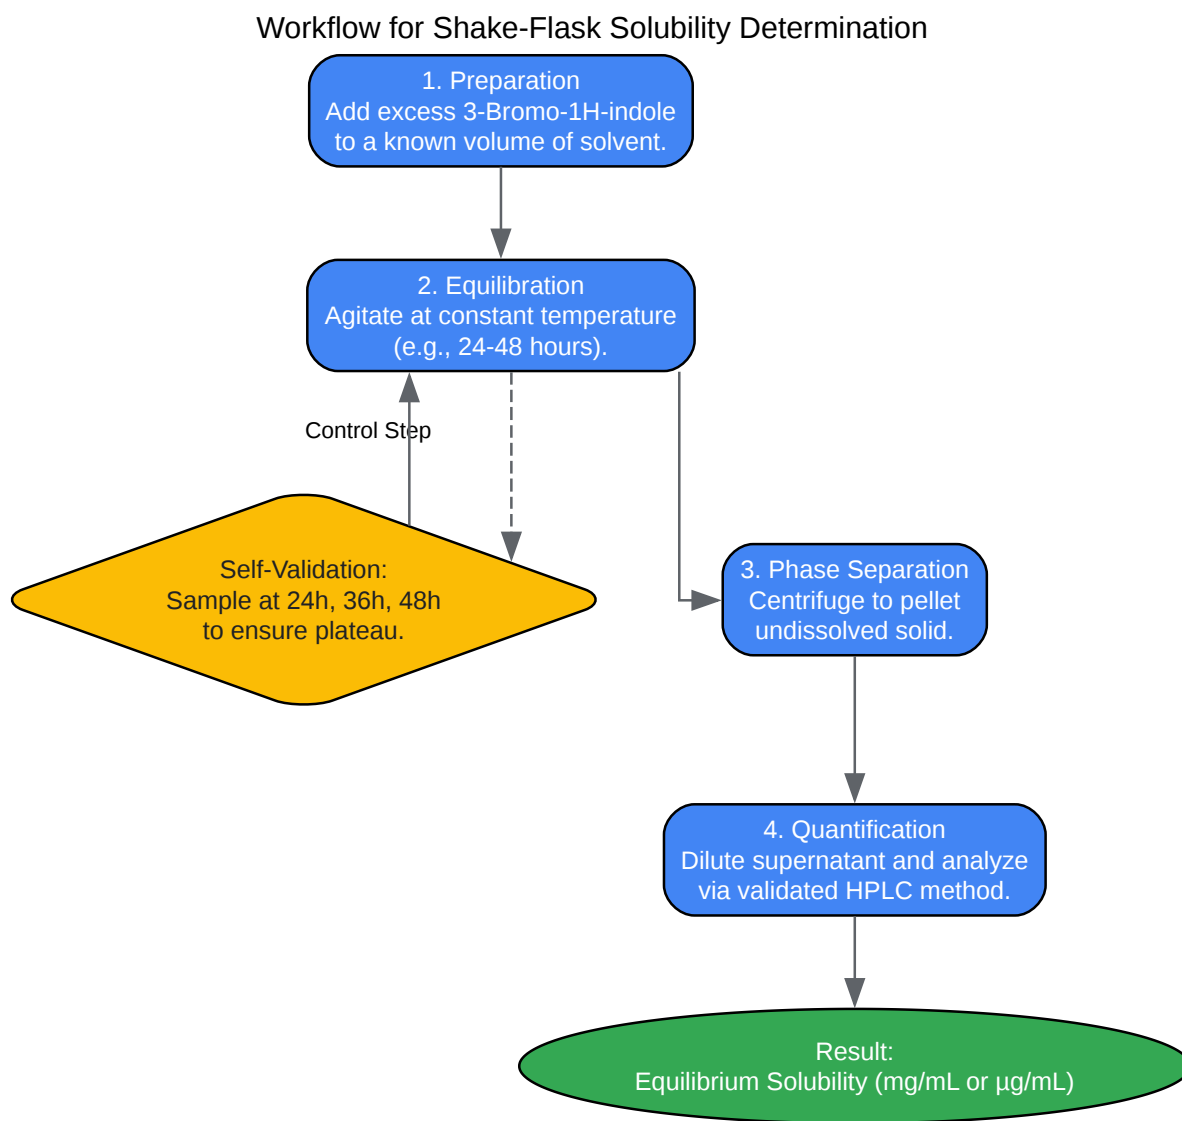 Workflow for Shake-Flask Solubility Determination
1. Preparation
Add excess 3-Bromo-1H-indole
to a known volume of solvent.
2. Equilibration
Agitate at constant temperature
(e.g., 24-48 hours).
Control Step
Self-Validation:
Sample at 24h, 36h, 48h
to ensure plateau.
3. Phase Separation
Centrifuge to pellet
undissolved solid.
4. Quantification
Dilute supernatant and analyze
via validated HPLC method.
Result:
Equilibrium Solubility (mg/mL or µg/mL)